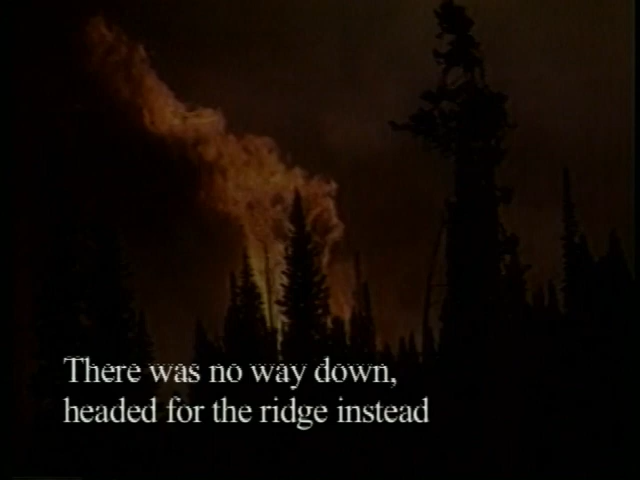 There was no way down,
headed for the ridge instead